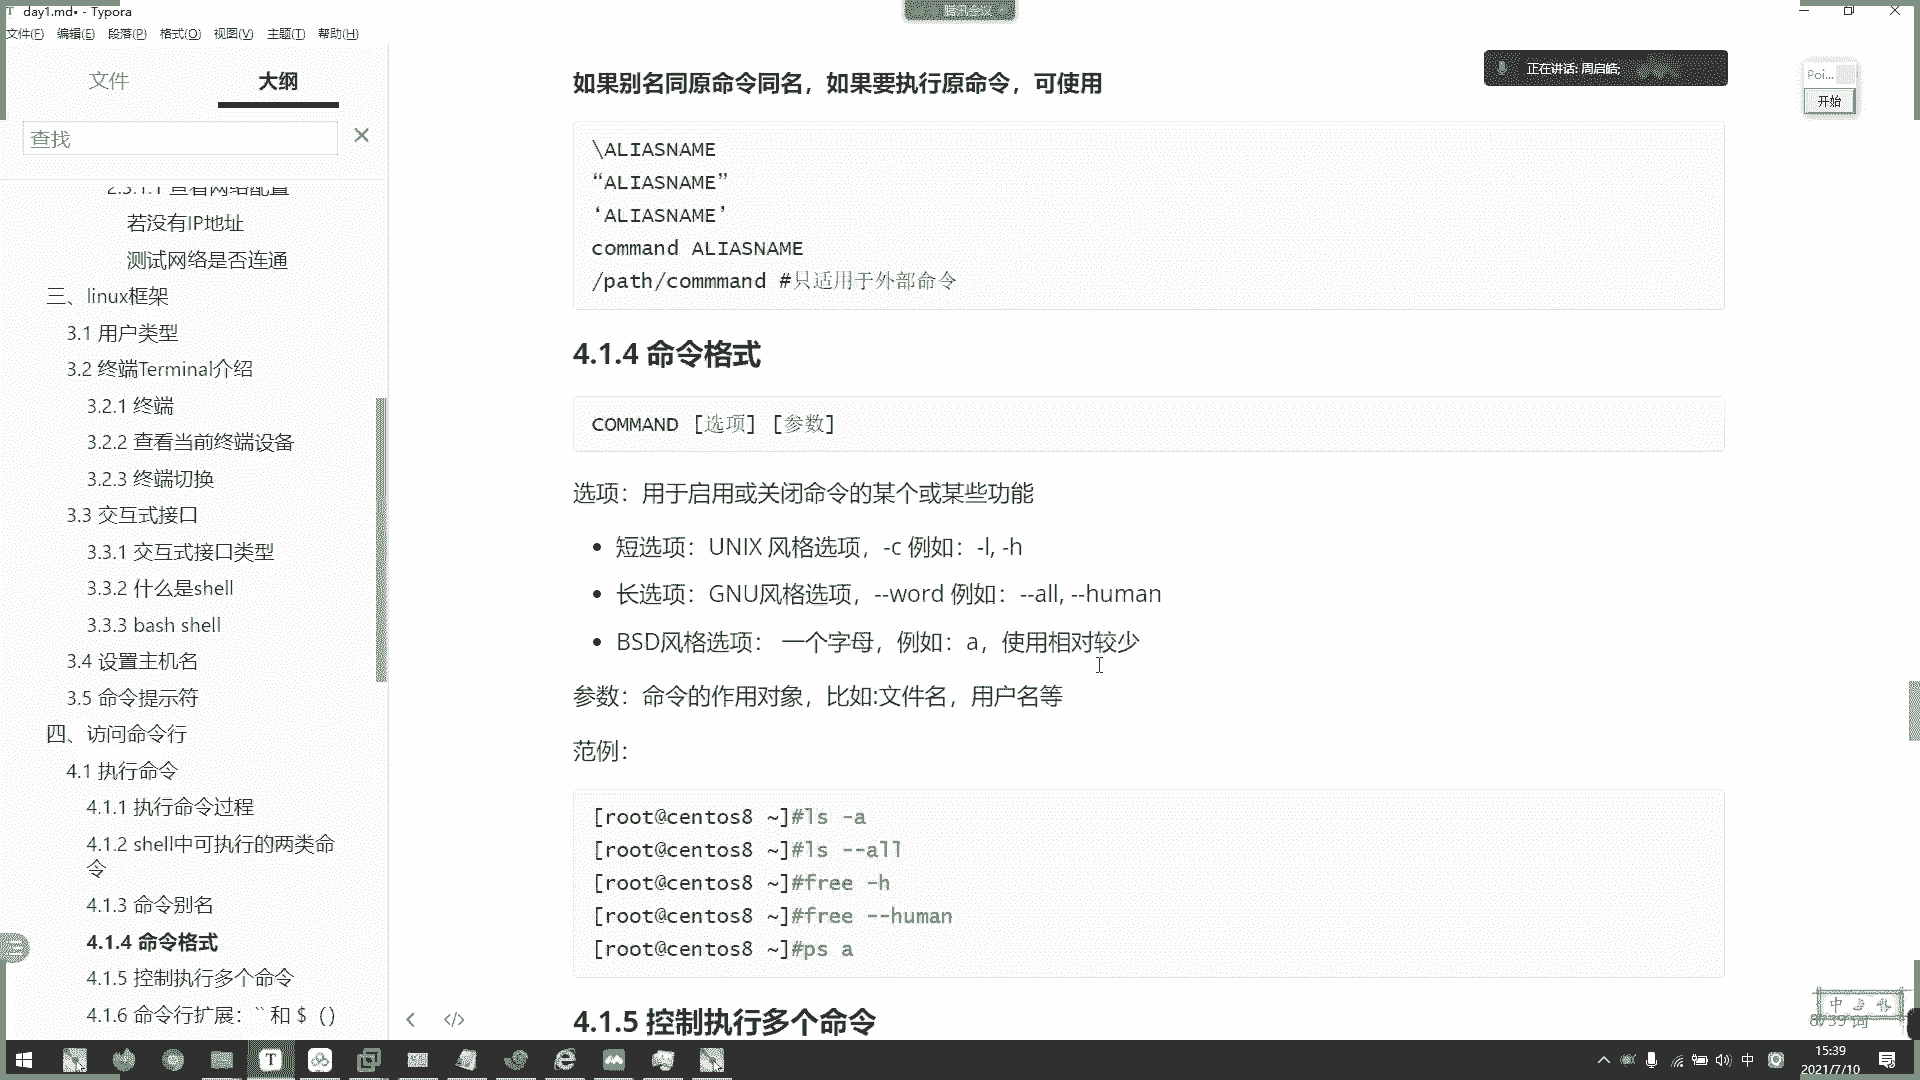 day1.md• - Typora
腾讯会议
文件(F) 编辑(E) 段落(P) 格式(O) 视图(V) 主题(T) 帮助(H)
文件 大纲
查找
2.3.1.1 查看网络配置
若没有IP地址
测试网络是否连通
三、linux框架
3.1 用户类型
3.2 终端Terminal介绍
3.2.1 终端
3.2.2 查看当前终端设备
3.2.3 终端切换
3.3 交互式接口
3.3.1 交互式接口类型
3.3.2 什么是shell
3.3.3 bash shell
3.4 设置主机名
3.5 命令提示符
四、访问命令行
4.1 执行命令
4.1.1 执行命令过程
4.1.2 shell中可执行的两类命
令
4.1.3 命令别名
4.1.4 命令格式
4.1.5 控制执行多个命令
4.1.6 命令行扩展：`` 和 $（）
如果别名同原命令同名，如果要执行原命令，可使用
\ALIASNAME
“ALIASNAME”
‘ALIASNAME’
command ALIASNAME
/path/commmand #只适用于外部命令
4.1.4 命令格式
COMMAND [选项] [参数]
选项：用于启用或关闭命令的某个或某些功能
• 短选项：UNIX 风格选项，-c 例如：-l, -h
• 长选项：GNU风格选项，--word 例如：--all, --human
• BSD风格选项： 一个字母，例如：a，使用相对较少
参数：命令的作用对象，比如:文件名，用户名等
范例：
[root@centos8 ~]#ls -a
[root@centos8 ~]#ls --all
[root@centos8 ~]#free -h
[root@centos8 ~]#free --human
[root@centos8 ~]#ps a
4.1.5 控制执行多个命令
正在讲话: 周启皓;
Poi...
开始
中
中
15:39
2021/7/10